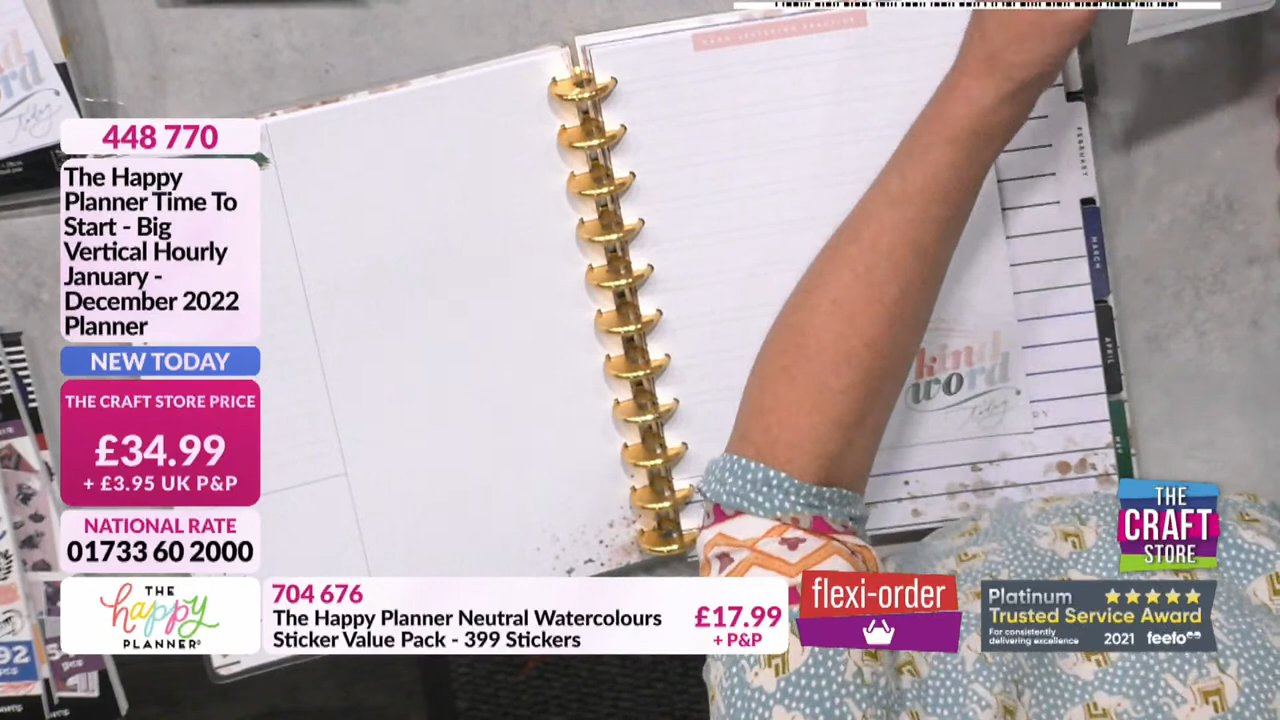 448 770
The Happy
Planner Time To
Start - Big
Vertical Hourly
January -
December 2022
Planner
NEW TODAY
THE CRAFT STORE PRICE
£34.99
+ £3.95 UK P&P
NATIONAL RATE
01733 60 2000
THE
happy
PLANNER®
704 676
The Happy Planner Neutral Watercolours
Sticker Value Pack - 399 Stickers
£17.99
+ P&P
flexi-order
Platinum
Trusted Service Award
For consistently
delivering excellence
2021 feefo
THE
CRAFT
STORE
FEBRUARY
MARCH
APRIL
MAY
kind
word
today